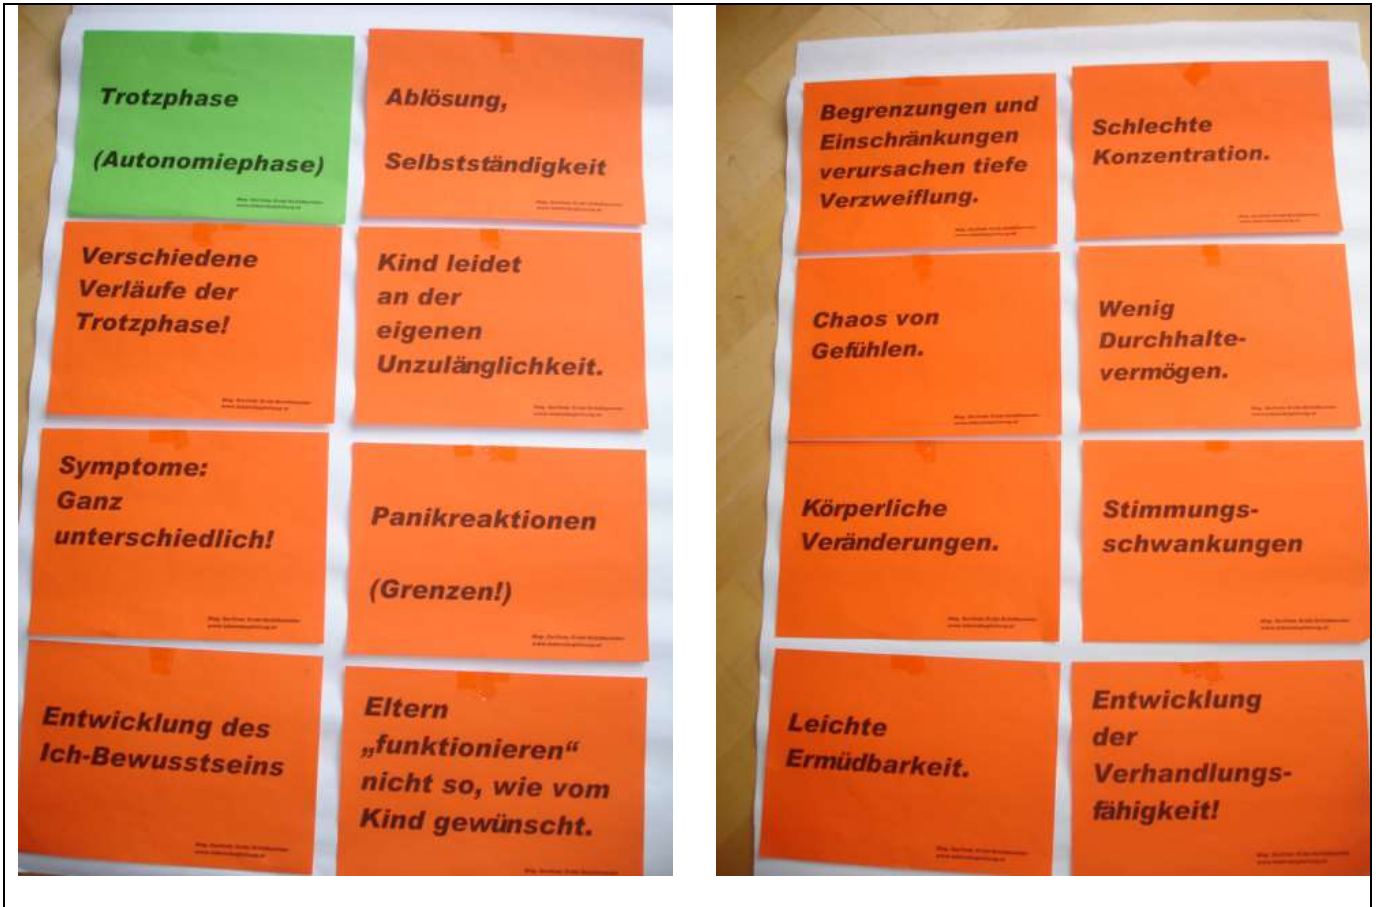 Trotzphase
(Autonomiephase)
Ablösung,
Selbstständigkeit
Verschiedene
Verläufe der
Trotzphase!
Kind leidet
an der
eigenen
Unzulänglichkeit.
Symptome:
Ganz
unterschiedlich!
Panikreaktionen
(Grenzen!)
Entwicklung des
Ich-Bewusstseins
Eltern
„funktionieren“
nicht so, wie vom
Kind gewünscht.
Begrenzungen und
Einschränkungen
verursachen tiefe
Verzweiflung.
Schlechte
Konzentration.
Chaos von
Gefühlen.
Wenig
Durchhalte-
vermögen.
Körperliche
Veränderungen.
Stimmungs-
schwankungen
Leichte
Ermüdbarkeit.
Entwicklung
der
Verhandlungs-
fähigkeit!